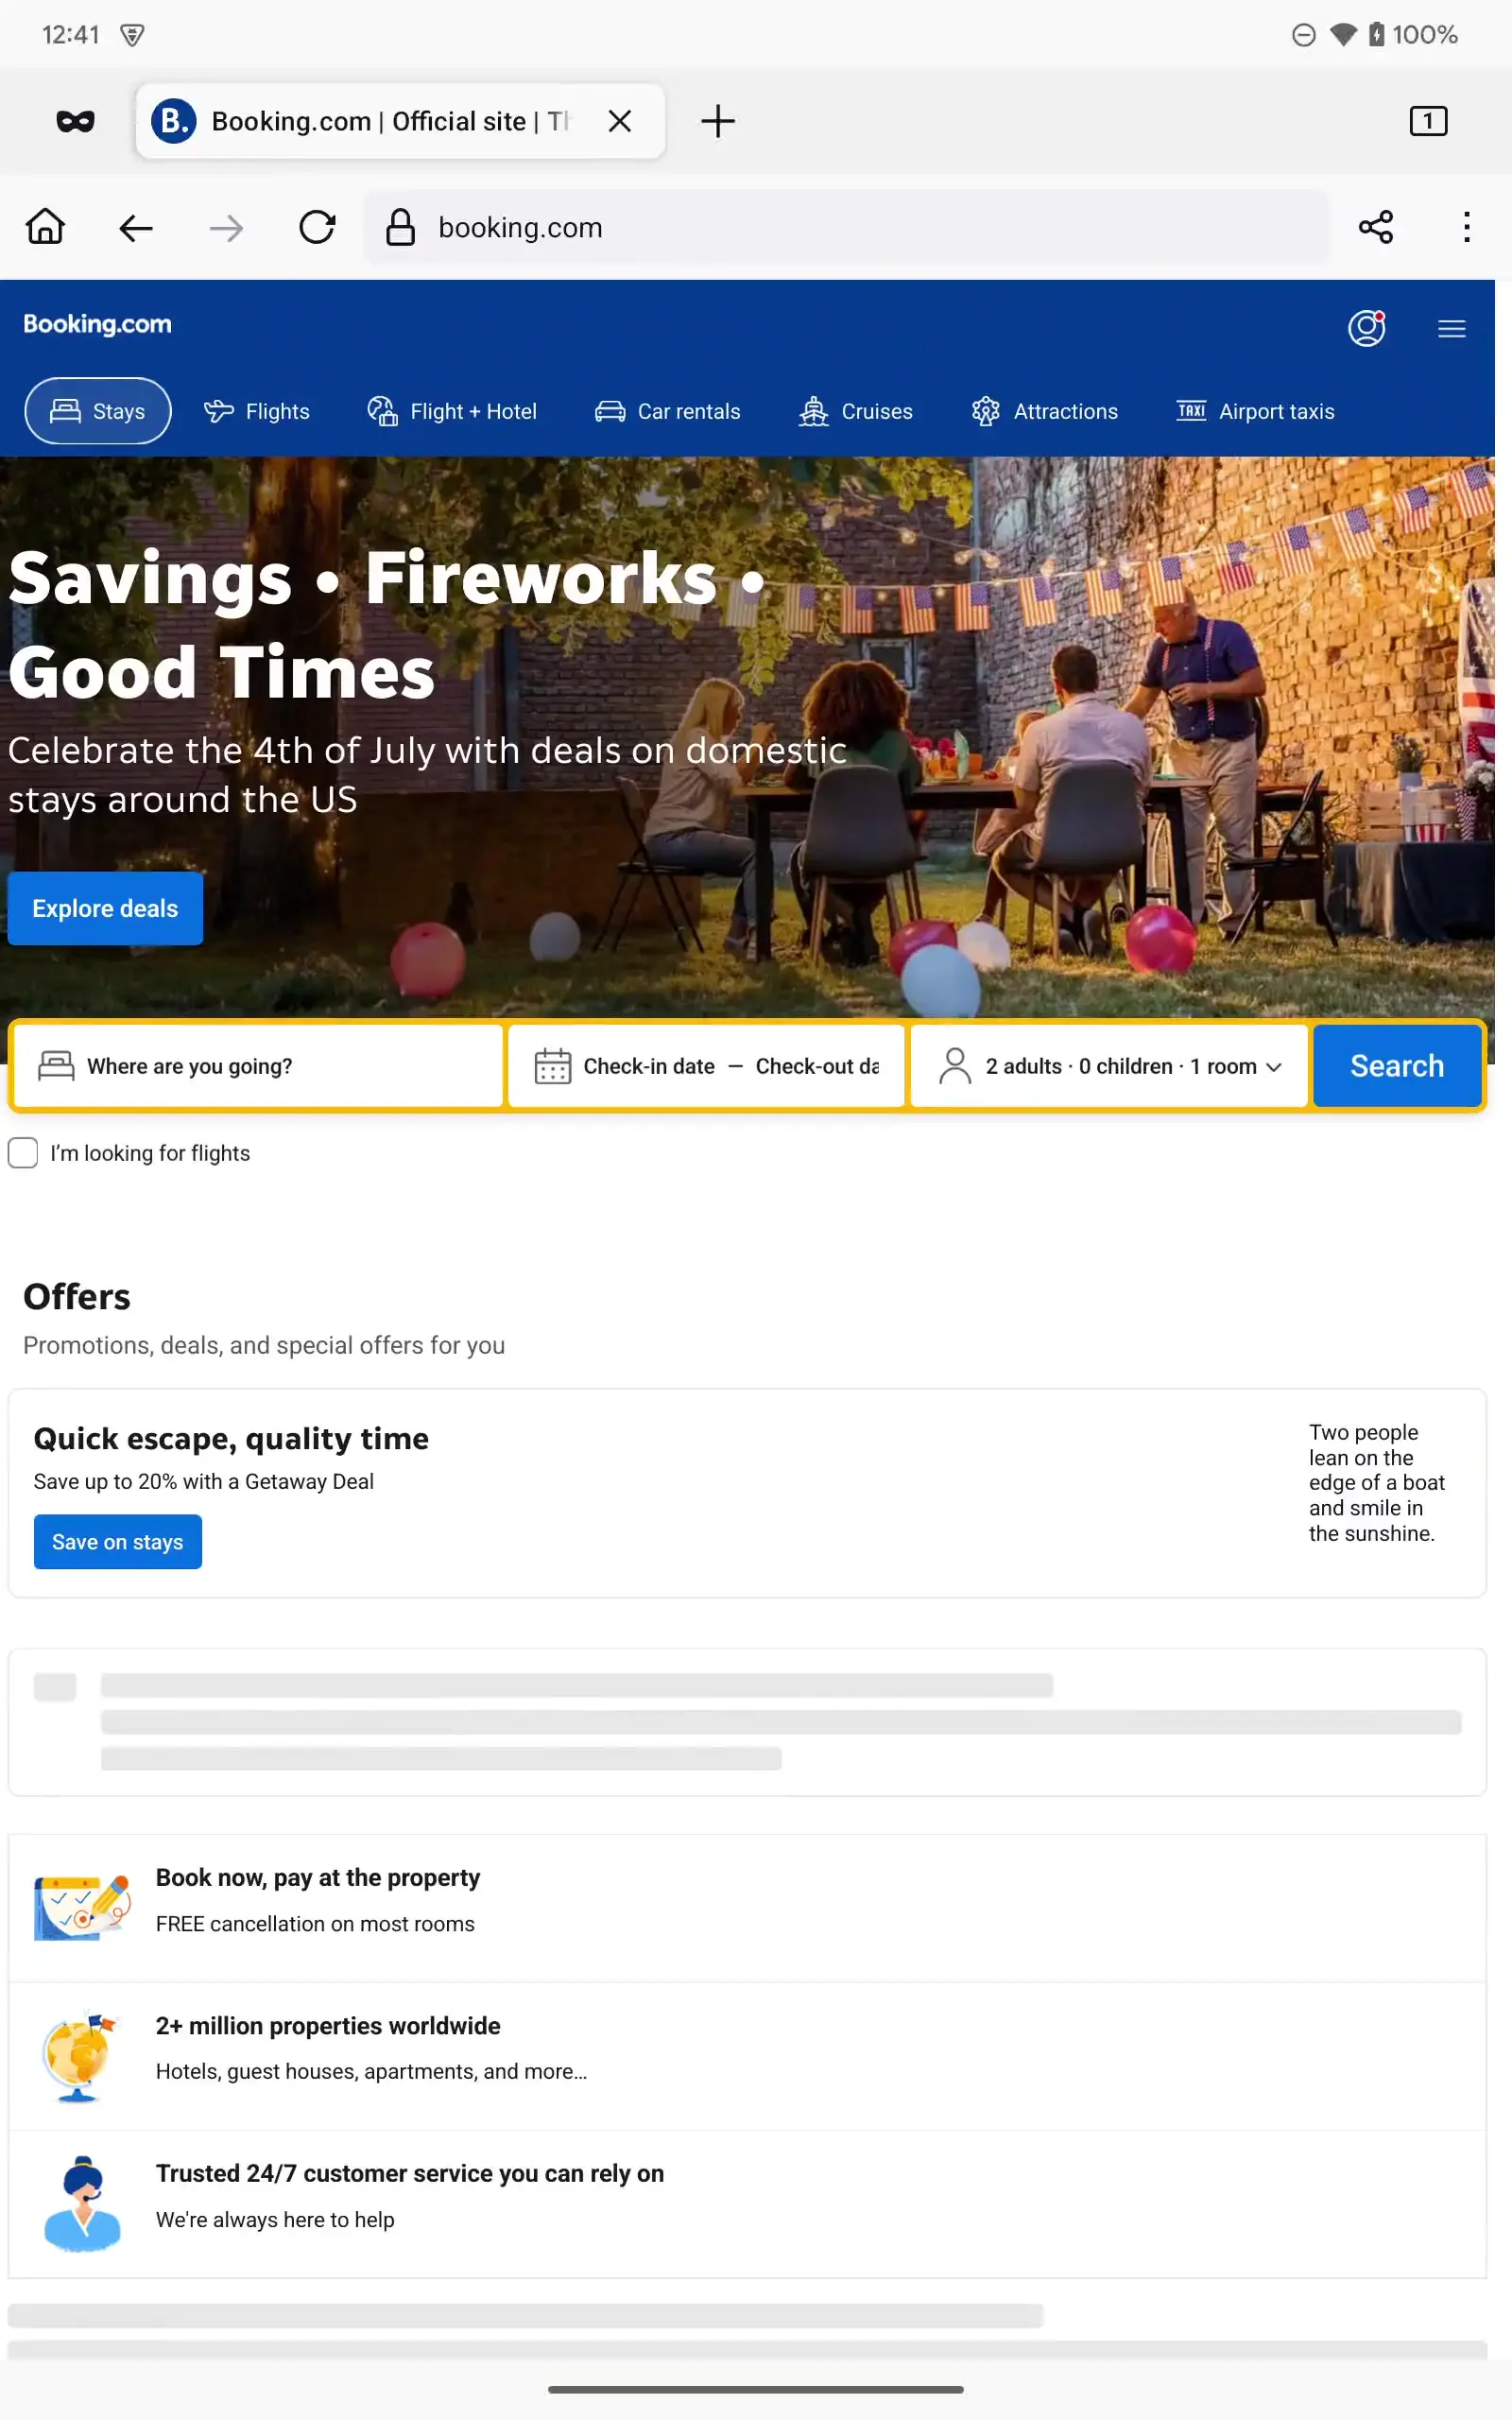 12:41
100%
B. Booking.com | Official site | Th
1
booking.com
Booking.com
Stays
Flights
Flight + Hotel
Car rentals
Cruises
Attractions
TAXI Airport taxis
Savings • Fireworks •
Good Times
Celebrate the 4th of July with deals on domestic
stays around the US
Explore deals
Where are you going?
Check-in date — Check-out da
2 adults · 0 children · 1 room
Search
I'm looking for flights
Offers
Promotions, deals, and special offers for you
Quick escape, quality time
Save up to 20% with a Getaway Deal
Save on stays
Two people
lean on the
edge of a boat
and smile in
the sunshine.
Book now, pay at the property
FREE cancellation on most rooms
2+ million properties worldwide
Hotels, guest houses, apartments, and more…
Trusted 24/7 customer service you can rely on
We're always here to help